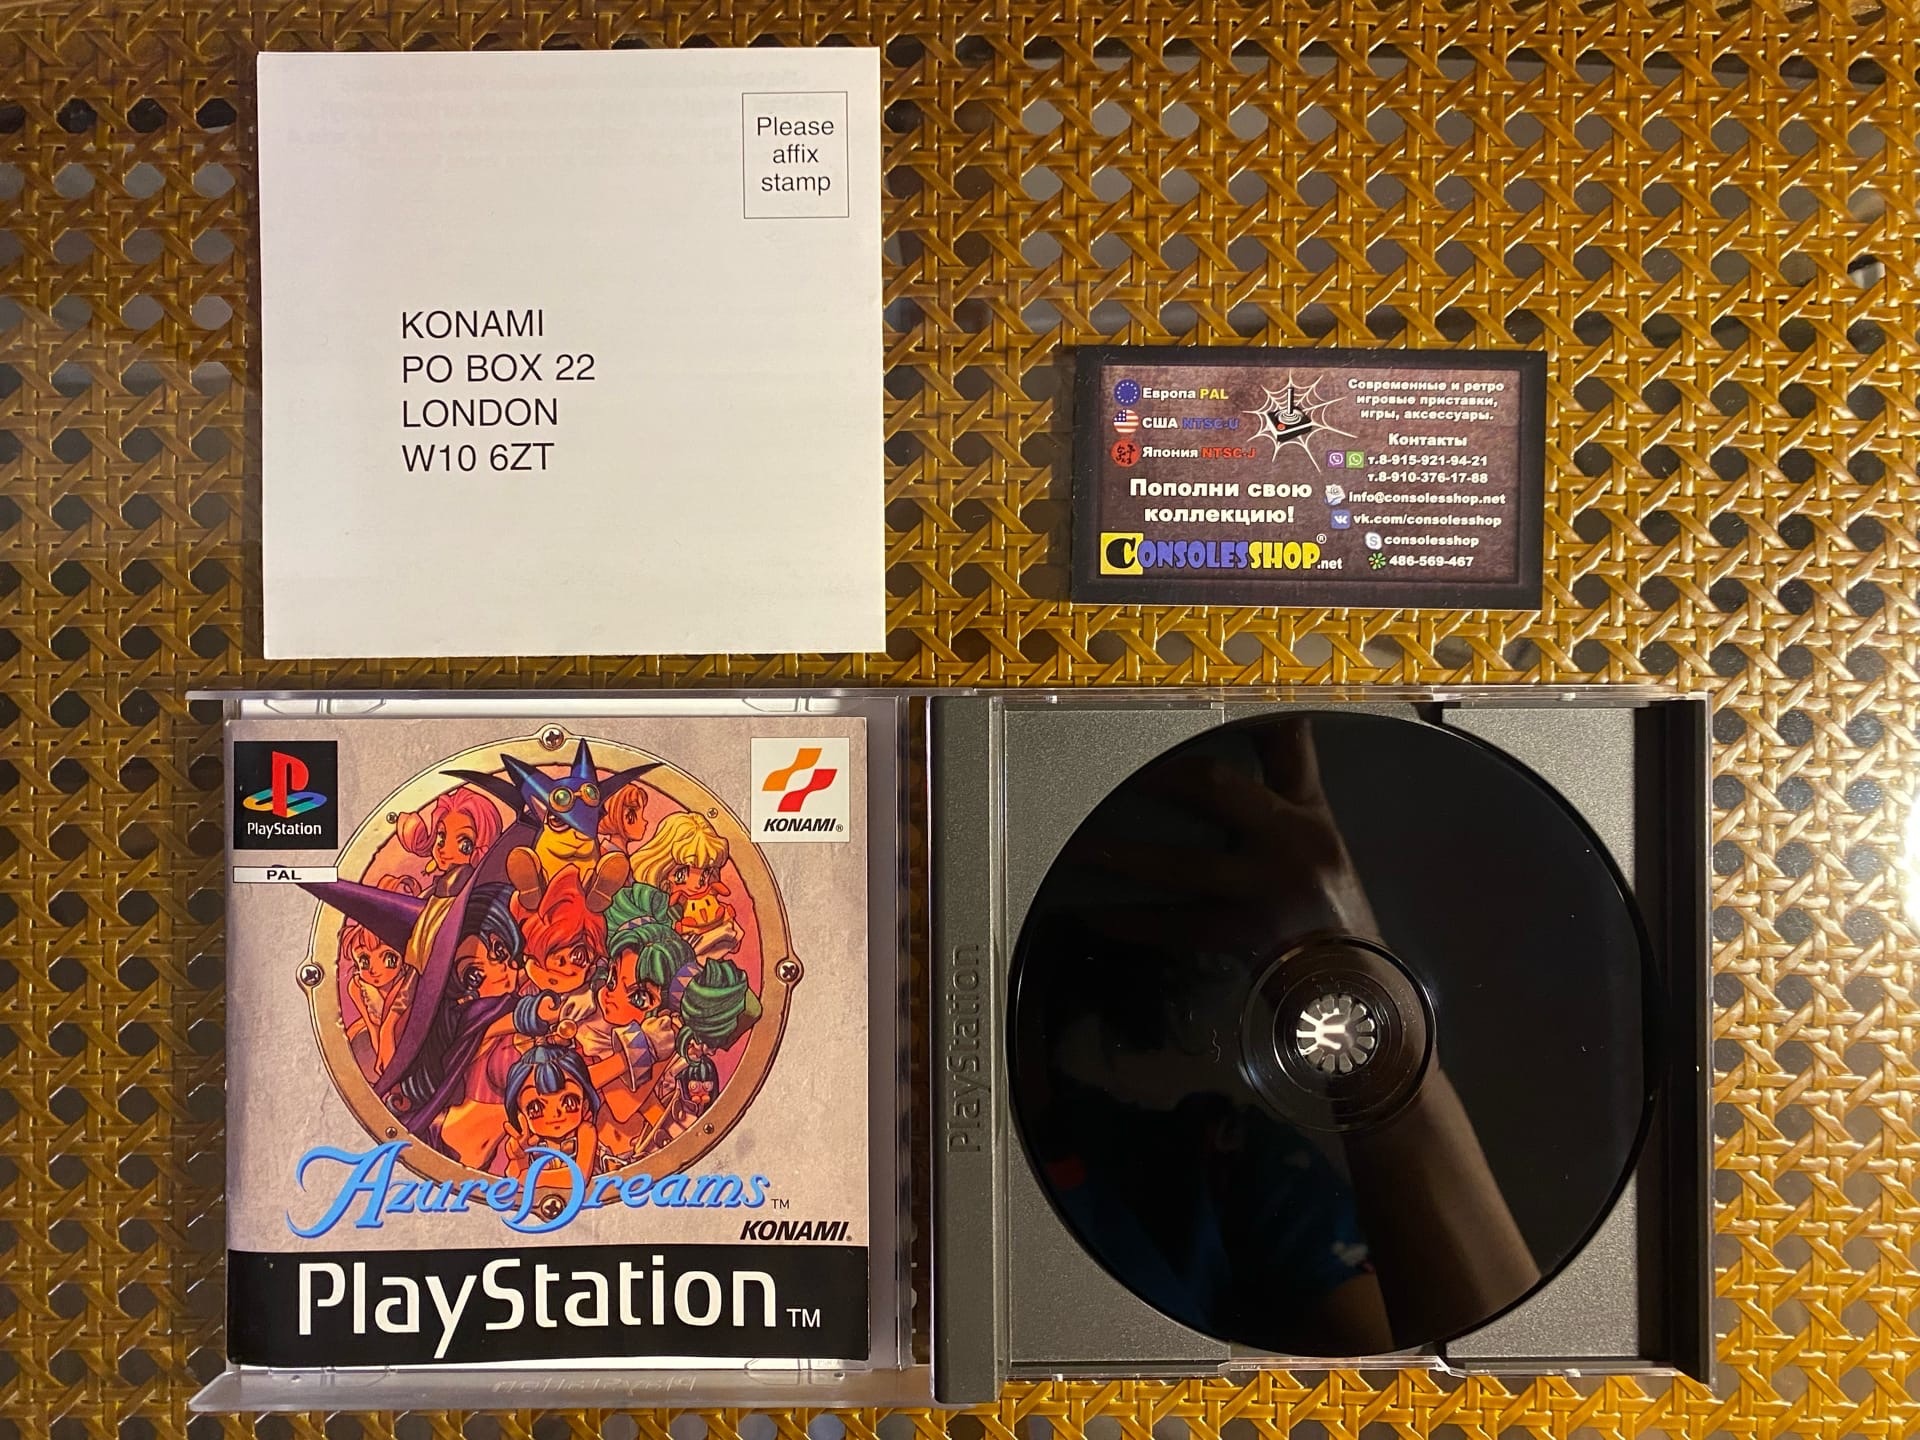 Please
affix
stamp
KONAMI
PO BOX 22
LONDON
W10 6ZT
Европа PAL
США NTSC-U
Япония NTSC-J
Пополни свою
коллекцию!
CONSOLESSHOP.net
®
Современные и ретро
игровые приставки,
игры, аксессуары.
Контакты
т.8-915-921-94-21
т.8-910-376-17-88
info@consolesshop.net
vk.com/consolesshop
consolesshop
486-569-467
PlayStation
PAL
KONAMI®
Azure Dreams™
KONAMI®
PlayStation™
PlayStation
PlayStation